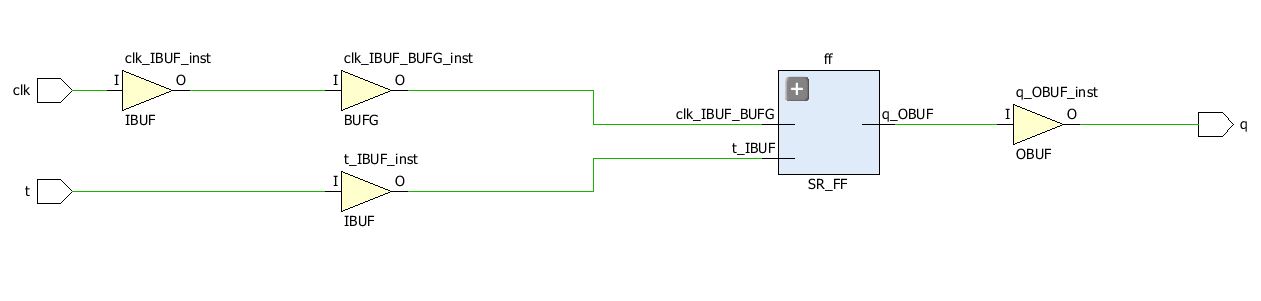 clk
I
clk_IBUF_inst
O
IBUF
I
clk_IBUF_BUFG_inst
O
BUFG
t
I
t_IBUF_inst
O
IBUF
ff
clk_IBUF_BUFG
t_IBUF
q_OBUF
SR_FF
I
q_OBUF_inst
O
OBUF
q